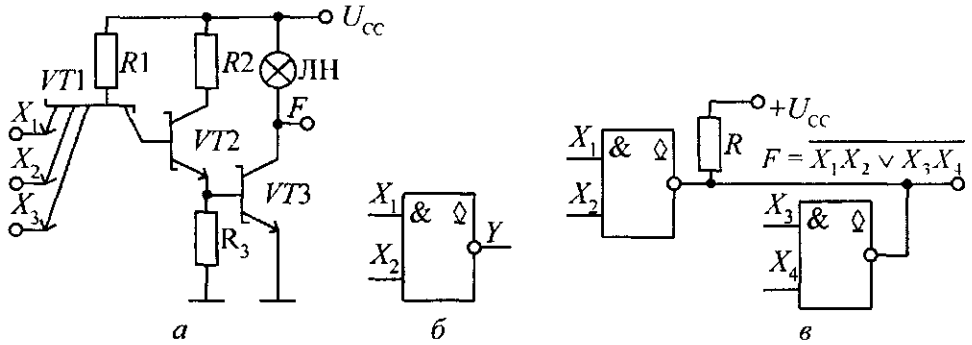 U_CC
R1
R2
ЛН
VT1
F
X_1
X_2
X_3
VT2
VT3
R_3
а
X_1
X_2
&
◊
Y
б
+U_CC
R
X_1
X_2
&
◊
F = \overline{X_1X_2 ∨ X_3X_4}
X_3
X_4
&
◊
в